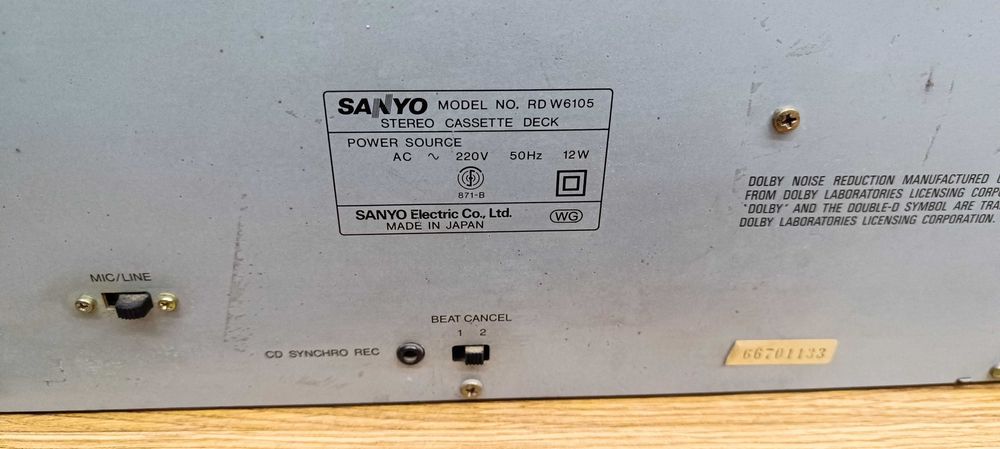 SANYO MODEL NO. RD W6105
STEREO CASSETTE DECK
POWER SOURCE
AC ~ 220V 50Hz 12W
871-B
SANYO Electric Co., Ltd. WG
MADE IN JAPAN
DOLBY NOISE REDUCTION MANUFACTURED
FROM DOLBY LABORATORIES LICENSING
"DOLBY" AND THE DOUBLE-D SYMBOL ARE
DOLBY LABORATORIES LICENSING CORPORATION.
MIC/LINE
BEAT CANCEL
1 2
CD SYNCHRO REC
66701133